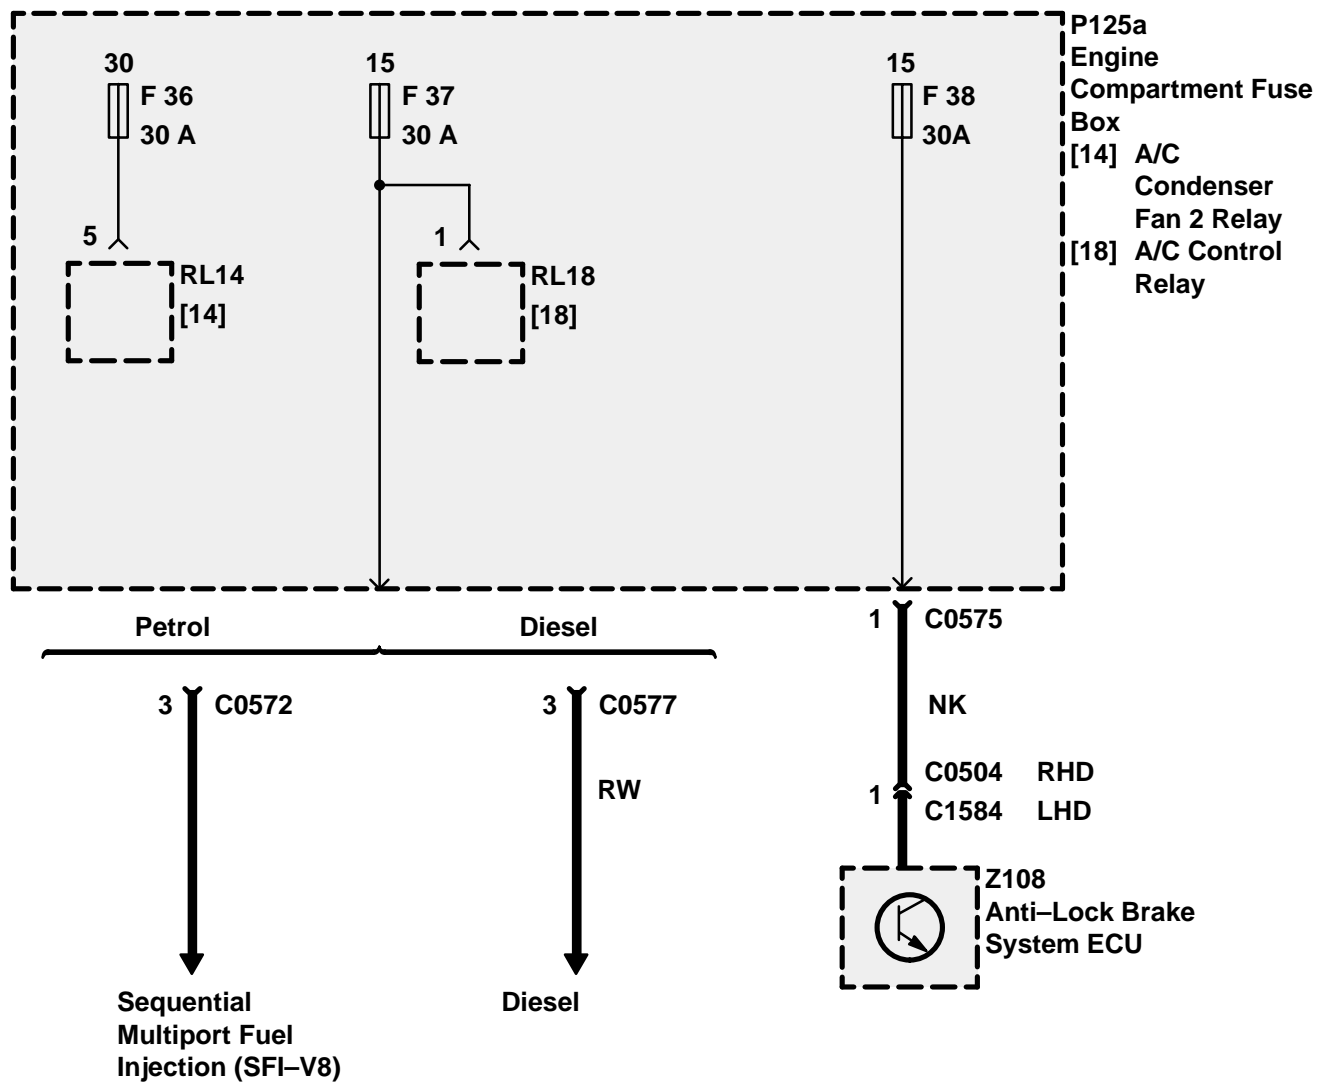 P125a
Engine
Compartment Fuse
Box
[14] A/C
Condenser
Fan 2 Relay
[18] A/C Control
Relay
30
F 36
30 A
5
RL14
[14]
15
F 37
30 A
1
RL18
[18]
15
F 38
30A
Petrol
Diesel
3 C0572
3 C0577
RW
1 C0575
NK
C0504 RHD
1
C1584 LHD
Z108
Anti–Lock Brake
System ECU
Sequential
Multiport Fuel
Injection (SFI–V8)
Diesel